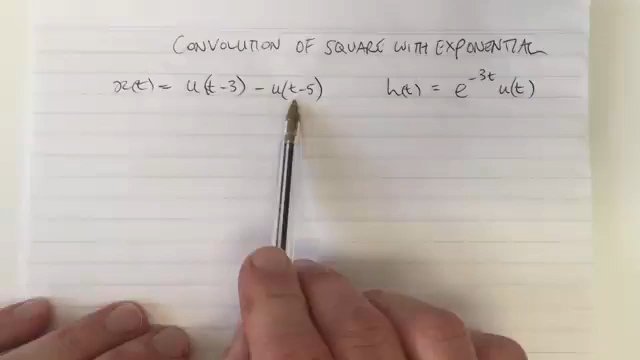 CONVOLUTION OF SQUARE WITH EXPONENTIAL
x(t) = u(t-3) - u(t-5) h(t) = e^{-3t} u(t)